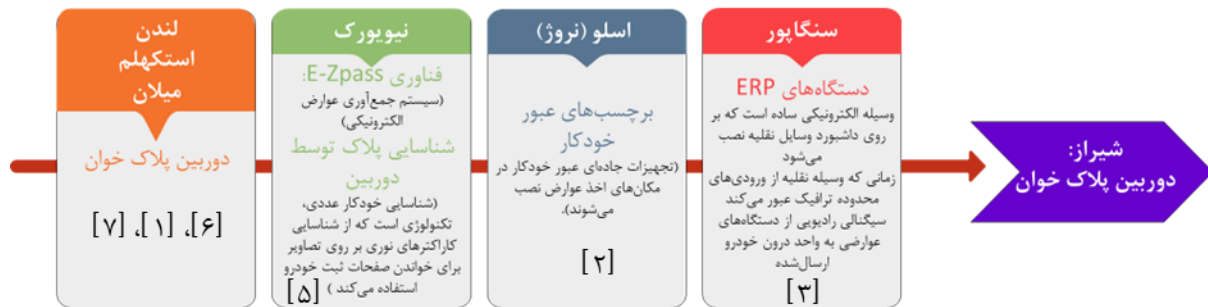 سنگاپور
دستگاه‌های ERP
وسیله الکترونیکی ساده است که بر
روی داشبورد وسایل نقلیه نصب
می‌شود
زمانی که وسیله نقلیه از ورودی‌های
محدوده ترافیک عبور می‌کند
سیگنالی رادیویی از دستگاه‌های
عوارضی به واحد درون خودرو
ارسال‌شده
[۳]
اسلو (نروژ)
برچسب‌های عبور
خودکار
(تجهیزات جاده‌ای عبور خودکار در
مکان‌های اخذ عوارض نصب
می‌شوند).
[۲]
نیویورک
فناوری E-Zpass:
(سیستم جمع‌آوری عوارض
الکترونیکی)
شناسایی پلاک توسط
دوربین
(شناسایی خودکار عددی،
تکنولوژی است که از شناسایی
کاراکترهای نوری بر روی تصاویر
برای خواندن صفحات ثبت خودرو
استفاده می‌کند )
[۵]
لندن
استکهلم
میلان
دوربین پلاک خوان
[۶]، [۱]، [۷]
شیراز:
دوربین پلاک خوان